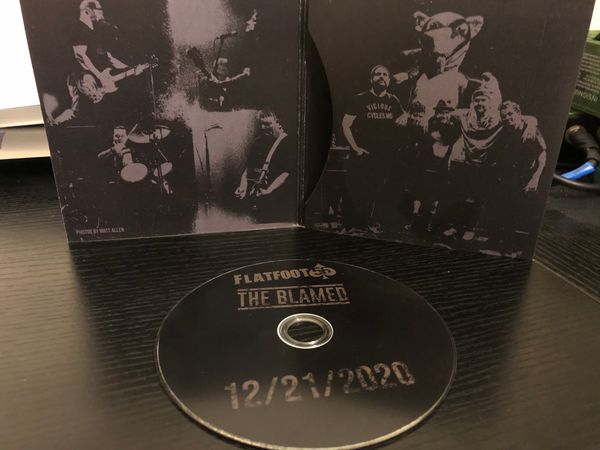 PHOTOS BY MATT ALLEN
VICIOUS
CYCLES MC
FLATFOOT 56
THE BLAMED
12/21/2020